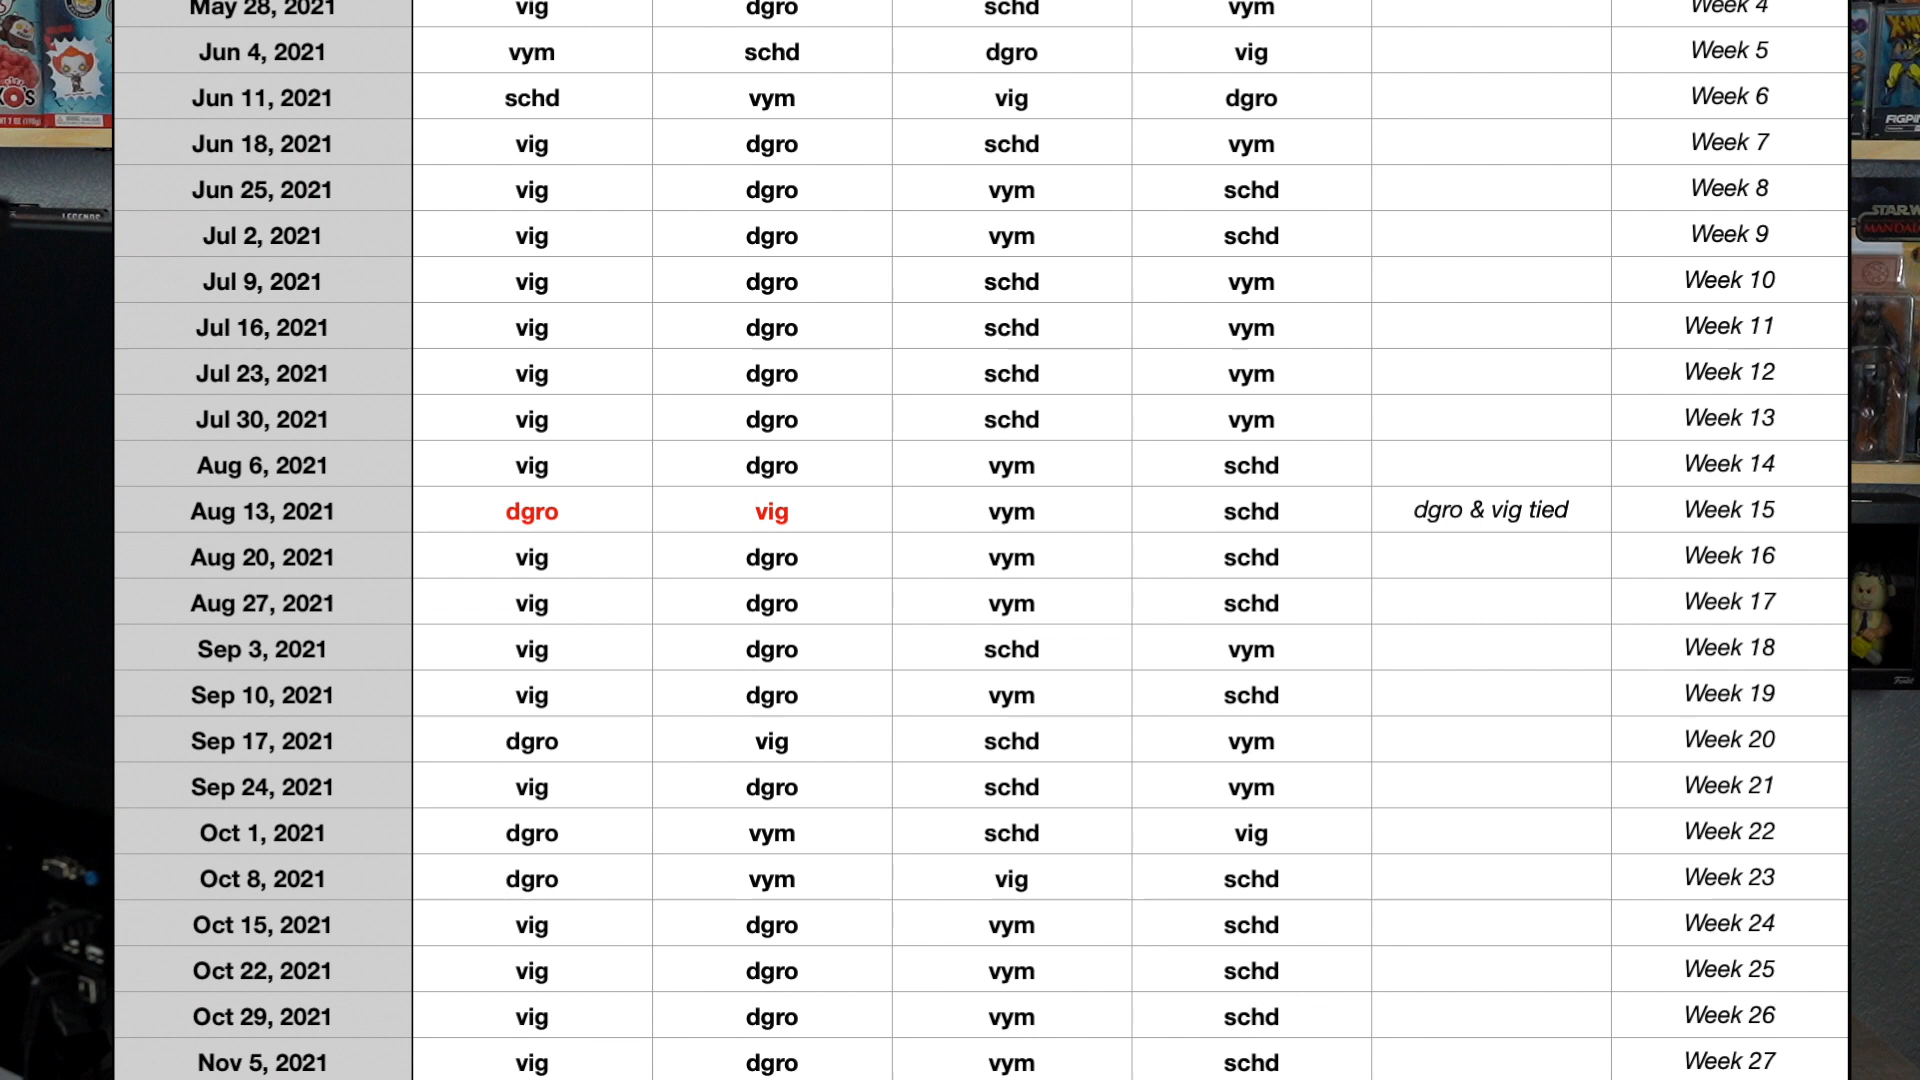 May 28, 2021 vig dgro schd vym Week 4
Jun 4, 2021 vym schd dgro vig Week 5
Jun 11, 2021 schd vym vig dgro Week 6
Jun 18, 2021 vig dgro schd vym Week 7
Jun 25, 2021 vig dgro vym schd Week 8
Jul 2, 2021 vig dgro vym schd Week 9
Jul 9, 2021 vig dgro schd vym Week 10
Jul 16, 2021 vig dgro schd vym Week 11
Jul 23, 2021 vig dgro schd vym Week 12
Jul 30, 2021 vig dgro schd vym Week 13
Aug 6, 2021 vig dgro vym schd Week 14
Aug 13, 2021 dgro vig vym schd dgro & vig tied Week 15
Aug 20, 2021 vig dgro vym schd Week 16
Aug 27, 2021 vig dgro vym schd Week 17
Sep 3, 2021 vig dgro schd vym Week 18
Sep 10, 2021 vig dgro vym schd Week 19
Sep 17, 2021 dgro vig schd vym Week 20
Sep 24, 2021 vig dgro schd vym Week 21
Oct 1, 2021 dgro vym schd vig Week 22
Oct 8, 2021 dgro vym vig schd Week 23
Oct 15, 2021 vig dgro vym schd Week 24
Oct 22, 2021 vig dgro vym schd Week 25
Oct 29, 2021 vig dgro vym schd Week 26
Nov 5, 2021 vig dgro vym schd Week 27
LEGENDS
FIGPIN
STAR W
MANDAL
Funko